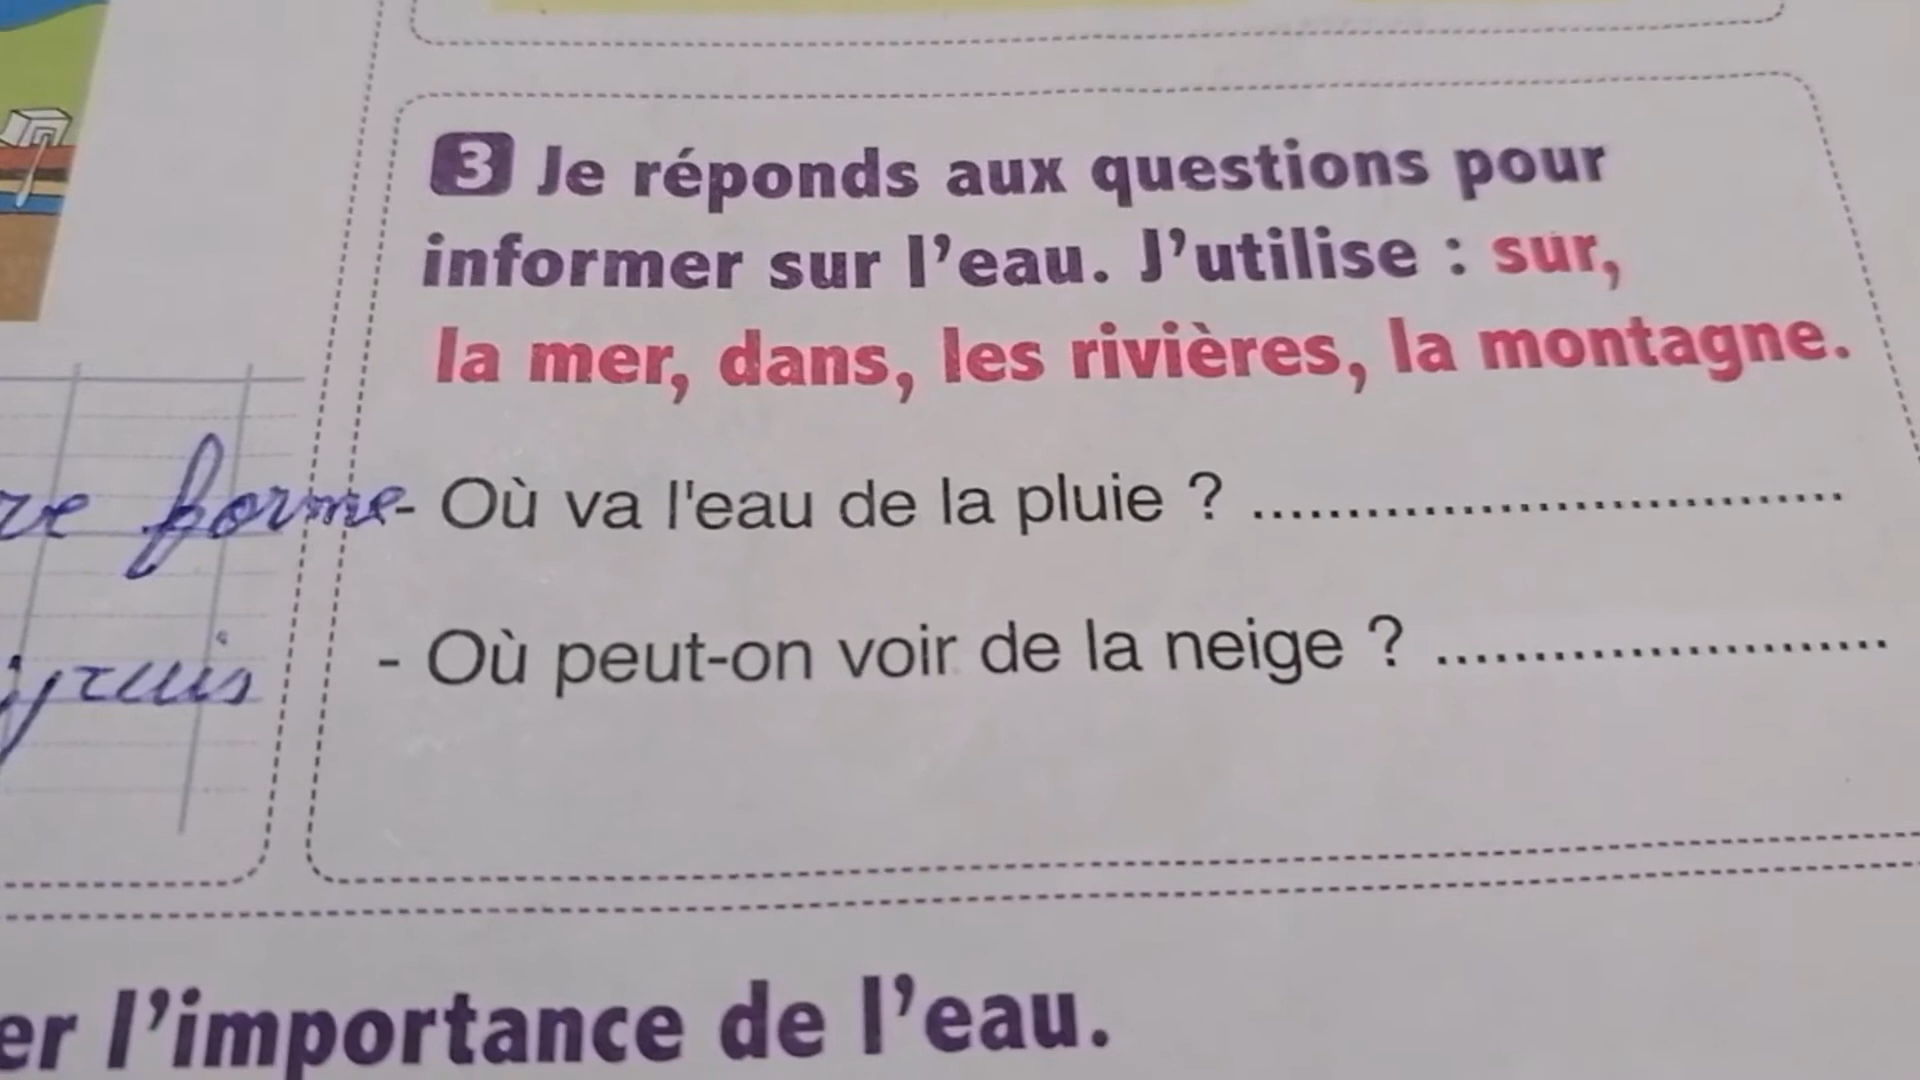 3 Je réponds aux questions pour
informer sur l'eau. J'utilise : sur,
la mer, dans, les rivières, la montagne.
forme
- Où va l'eau de la pluie ? ..............................
- Où peut-on voir de la neige ? ........................
er l'importance de l'eau.